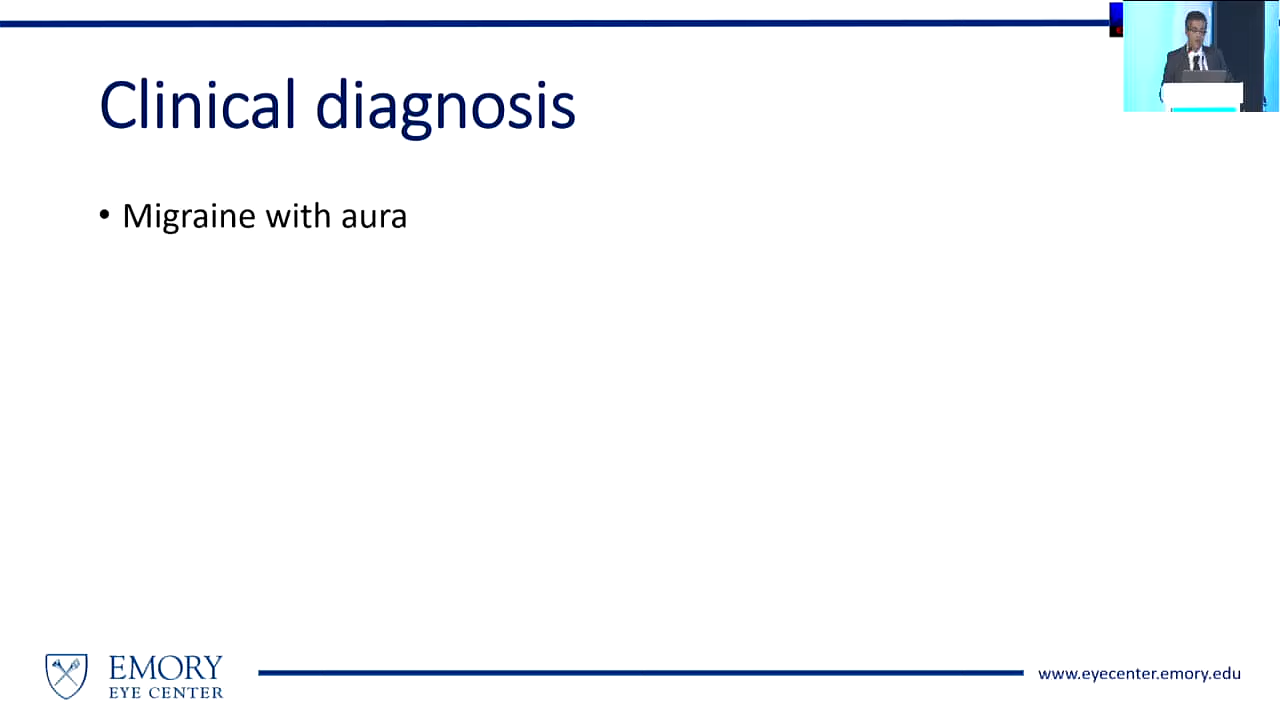 Clinical diagnosis
• Migraine with aura
EMORY
EYE CENTER
www.eyecenter.emory.edu